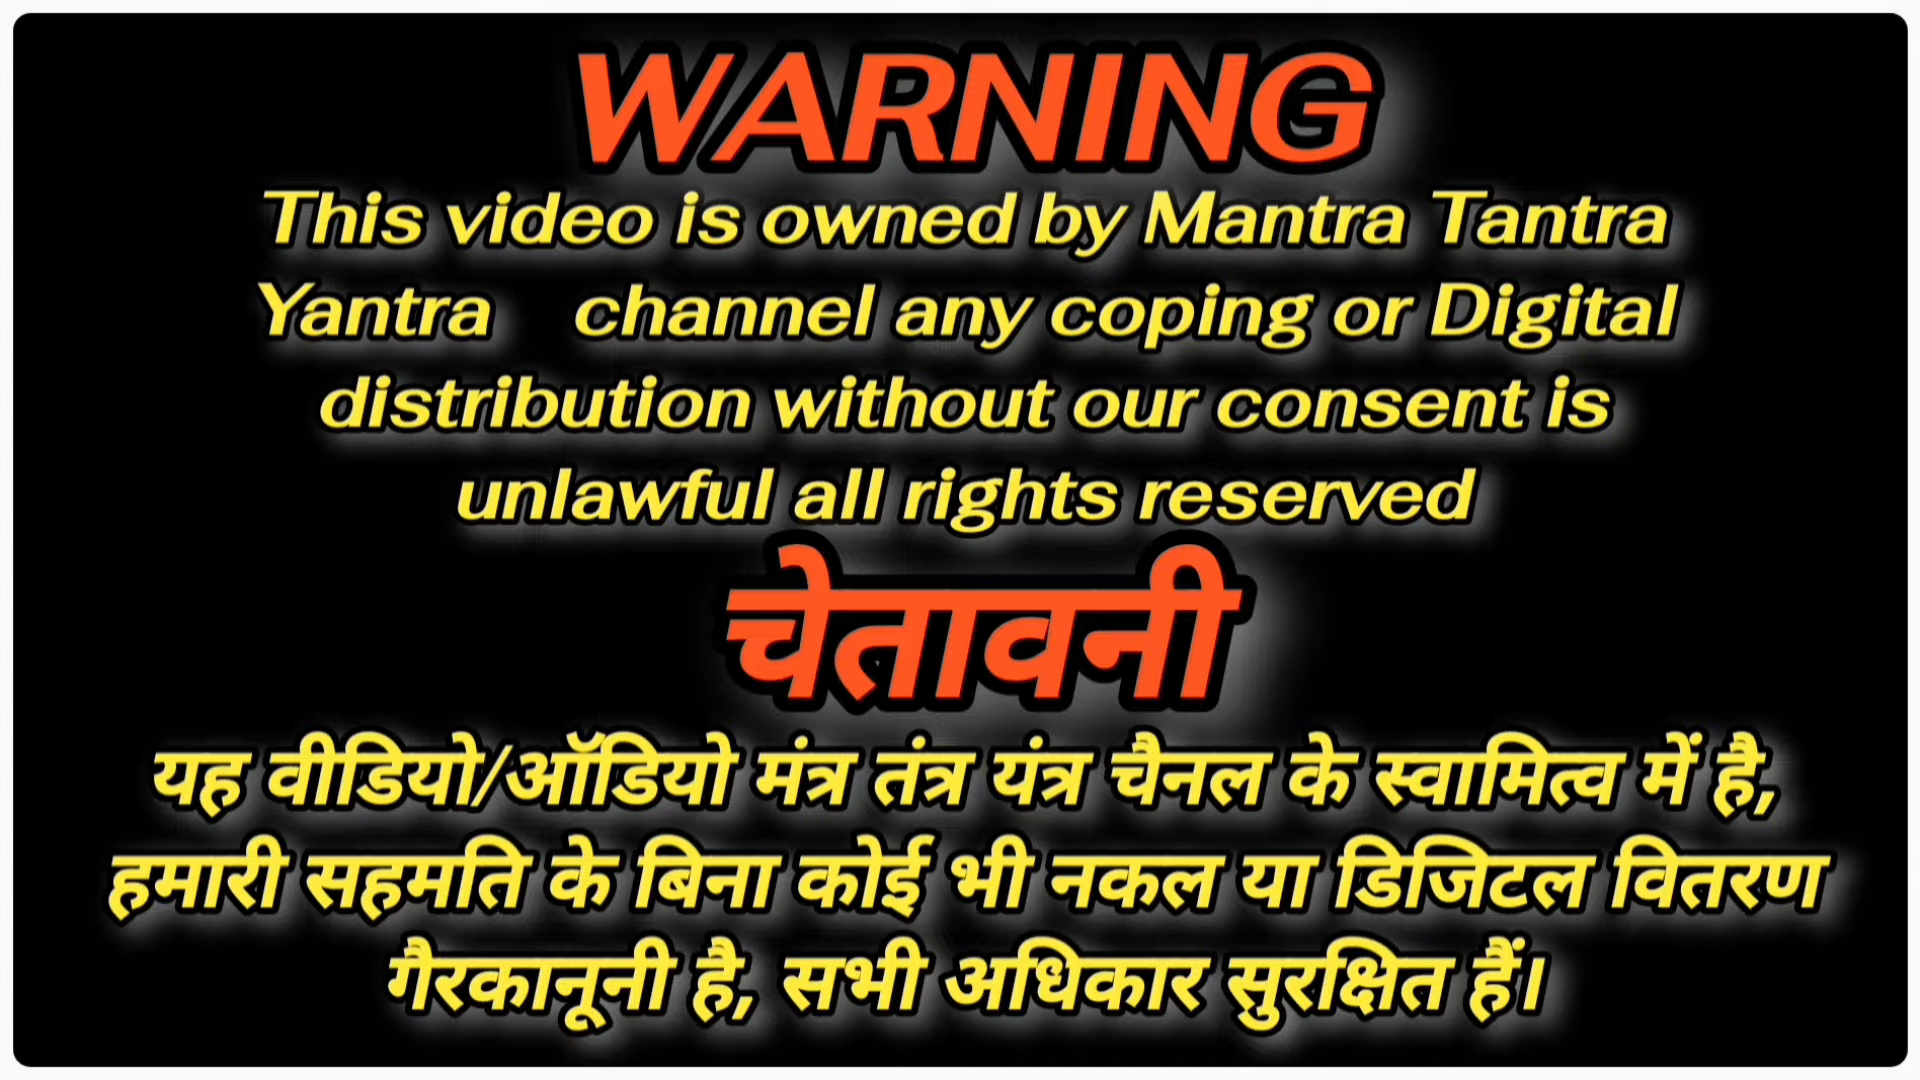 WARNING
This video is owned by Mantra Tantra
Yantra channel any coping or Digital
distribution without our consent is
unlawful all rights reserved
चेतावनी
यह वीडियो/ऑडियो मंत्र तंत्र यंत्र चैनल के स्वामित्व में है,
हमारी सहमति के बिना कोई भी नकल या डिजिटल वितरण
गैरकानूनी है, सभी अधिकार सुरक्षित हैं।